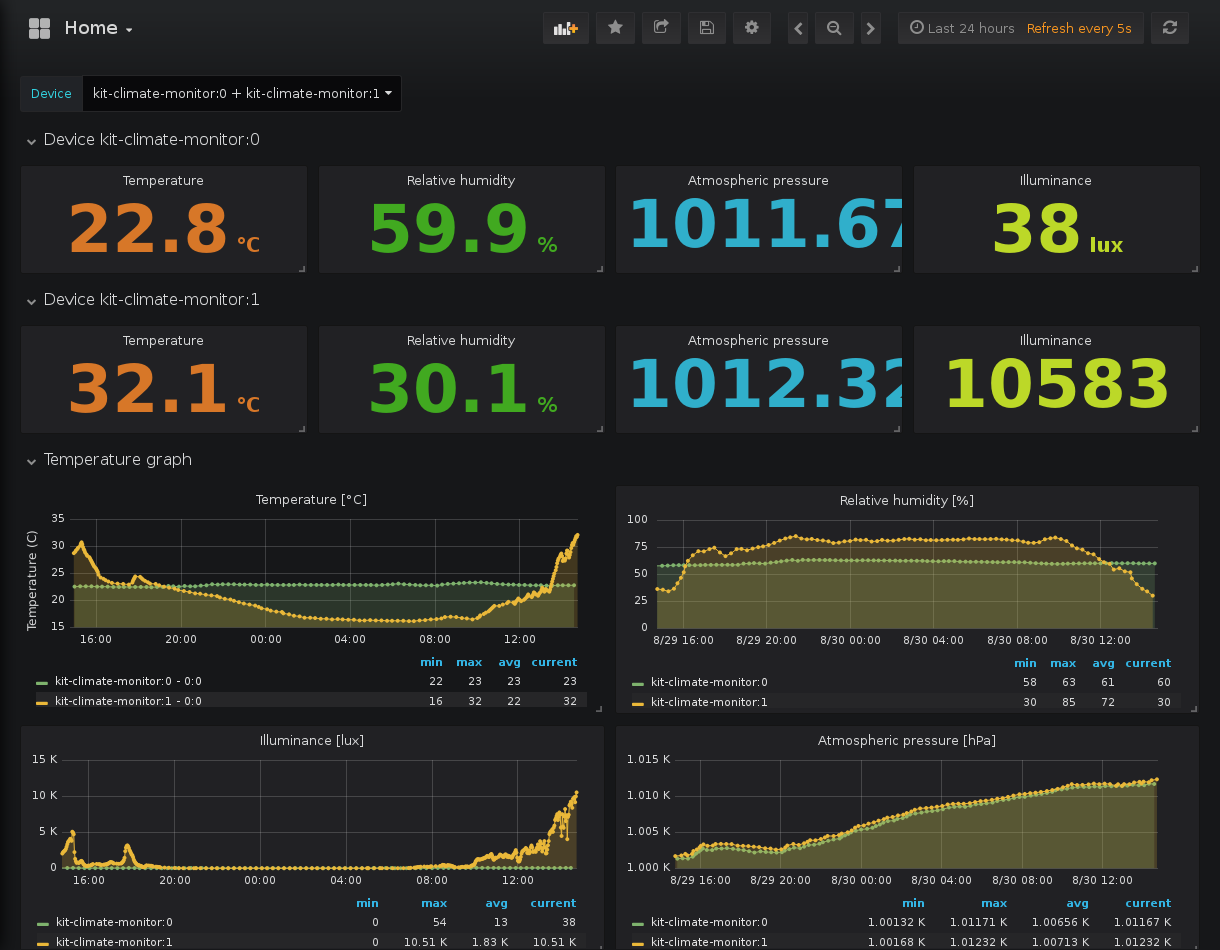 Home
Last 24 hours Refresh every 5s
Device kit-climate-monitor:0 + kit-climate-monitor:1
Device kit-climate-monitor:0
Temperature Relative humidity Atmospheric pressure Illuminance
22.8 °C 59.9 % 1011.67 38 lux
Device kit-climate-monitor:1
Temperature Relative humidity Atmospheric pressure Illuminance
32.1 °C 30.1 % 1012.32 10583
Temperature graph
Temperature [°C]
Temperature (C)
35
30
25
20
15
16:00 20:00 00:00 04:00 08:00 12:00
min max avg current
kit-climate-monitor:0 - 0:0 22 23 23 23
kit-climate-monitor:1 - 0:0 16 32 22 32
Relative humidity [%]
100
75
50
25
0
8/29 16:00 8/29 20:00 8/30 00:00 8/30 04:00 8/30 08:00 8/30 12:00
min max avg current
kit-climate-monitor:0 58 63 61 60
kit-climate-monitor:1 30 85 72 30
Illuminance [lux]
15 K
10 K
5 K
0
16:00 20:00 00:00 04:00 08:00 12:00
min max avg current
kit-climate-monitor:0 0 54 13 38
kit-climate-monitor:1 0 10.51 K 1.83 K 10.51 K
Atmospheric pressure [hPa]
1.015 K
1.010 K
1.005 K
1.000 K
8/29 16:00 8/29 20:00 8/30 00:00 8/30 04:00 8/30 08:00 8/30 12:00
min max avg current
kit-climate-monitor:0 1.00132 K 1.01171 K 1.00656 K 1.01167 K
kit-climate-monitor:1 1.00168 K 1.01232 K 1.00713 K 1.01232 K